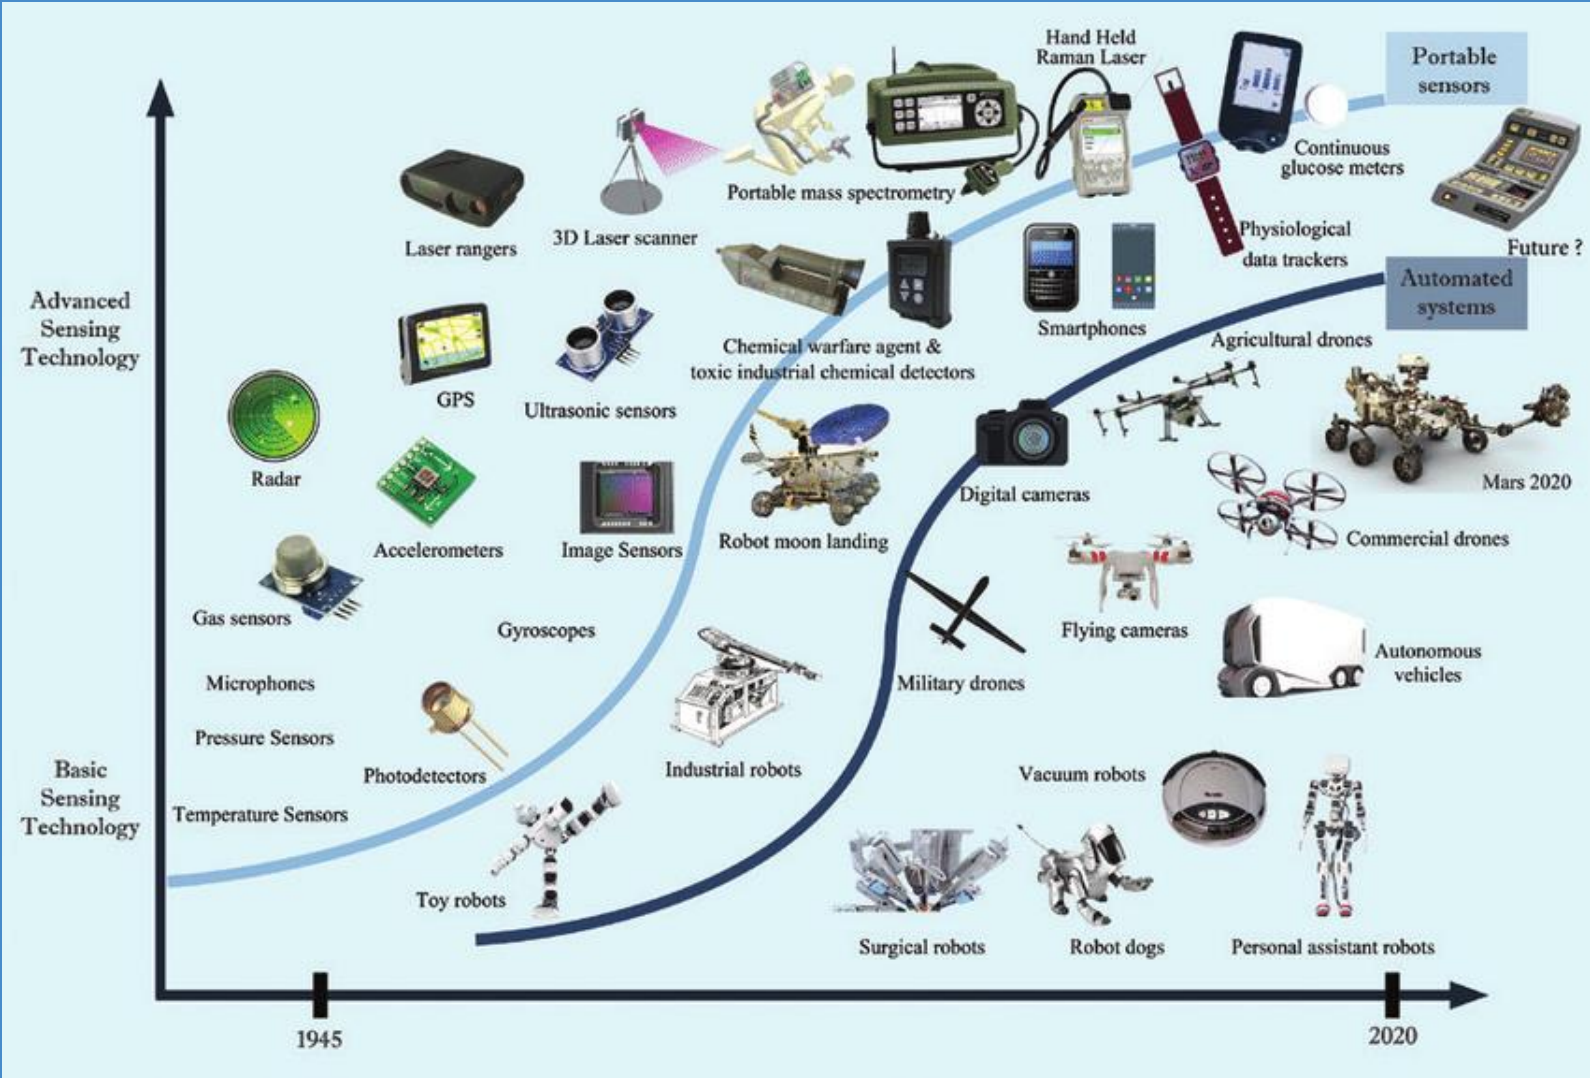 Hand Held
Raman Laser
Portable
sensors
Continuous
glucose meters
Portable mass spectrometry
Laser rangers
3D Laser scanner
Physiological
data trackers
Future ?
Advanced
Sensing
Technology
Automated
systems
Smartphones
Chemical warfare agent &
toxic industrial chemical detectors
Agricultural drones
GPS
Ultrasonic sensors
Radar
Digital cameras
Mars 2020
Accelerometers
Image Sensors
Robot moon landing
Commercial drones
Gas sensors
Gyroscopes
Flying cameras
Autonomous
vehicles
Microphones
Military drones
Pressure Sensors
Photodetectors
Industrial robots
Vacuum robots
Basic
Sensing
Technology
Temperature Sensors
Toy robots
Surgical robots
Robot dogs
Personal assistant robots
1945
2020